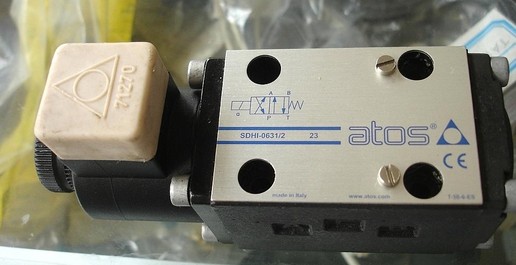 A B
a
P T
SDHI-0631/2 23
atos®
CE
made in Italy www.atos.com